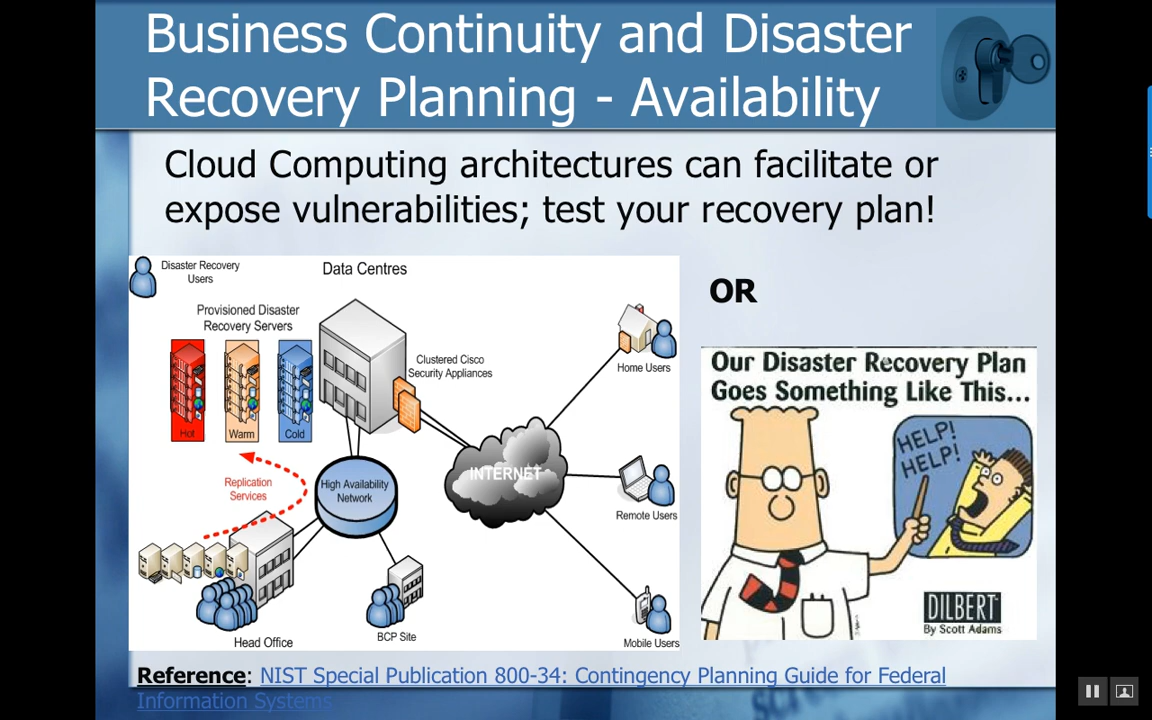 Business Continuity and Disaster
Recovery Planning - Availability
Cloud Computing architectures can facilitate or
expose vulnerabilities; test your recovery plan!
Disaster Recovery
Users
Data Centres
Provisioned Disaster
Recovery Servers
Hot
Warm
Cold
Clustered Cisco
Security Appliances
Home Users
INTERNET
Replication
Services
High Availability
Network
Remote Users
Head Office
BCP Site
Mobile Users
OR
Our Disaster Recovery Plan
Goes Something Like This...
HELP!
HELP!
DILBERT
By Scott Adams
Reference: NIST Special Publication 800-34: Contingency Planning Guide for Federal
Information Systems